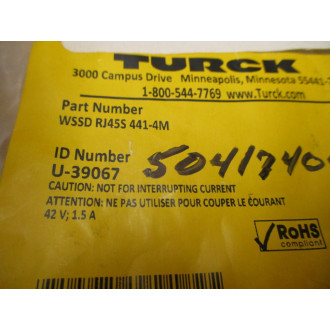 TURCK
3000 Campus Drive Minneapolis, Minnesota 55441-
1-800-544-7769 www.Turck.com
Part Number
WSSD RJ45S 441-4M
ID Number
U-39067
5041740
CAUTION: NOT FOR INTERRUPTING CURRENT
ATTENTION: NE PAS UTILISER POUR COUPER LE COURANT
42 V; 1.5 A
RoHS
compliant